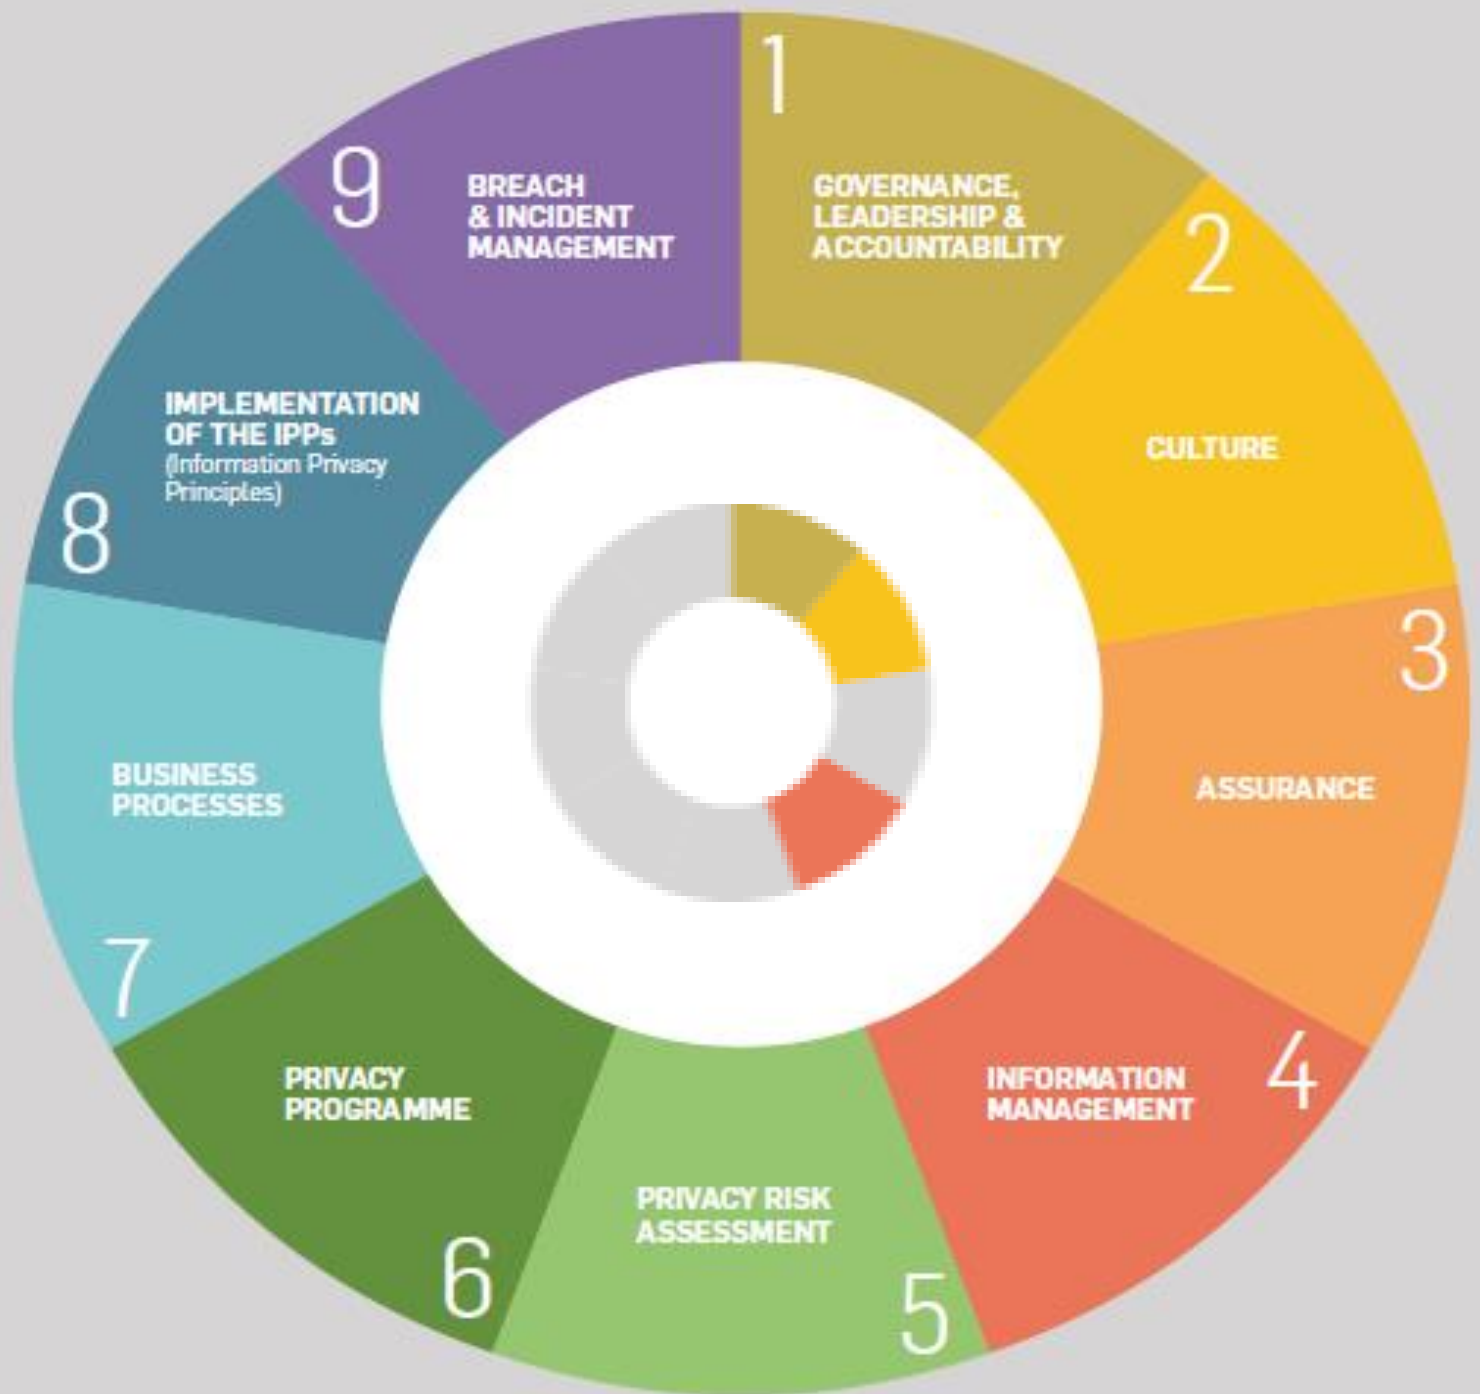 1
GOVERNANCE,
LEADERSHIP &
ACCOUNTABILITY
2
CULTURE
3
ASSURANCE
4
INFORMATION
MANAGEMENT
5
PRIVACY RISK
ASSESSMENT
6
PRIVACY
PROGRAMME
7
BUSINESS
PROCESSES
8
IMPLEMENTATION
OF THE IPPs
(Information Privacy
Principles)
9
BREACH
& INCIDENT
MANAGEMENT